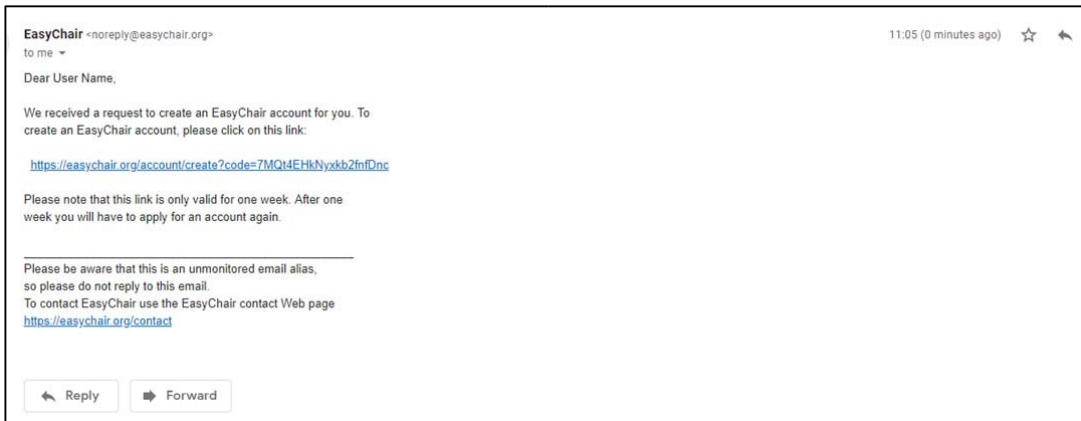 EasyChair <noreply@easychair.org>
11:05 (0 minutes ago)
to me
Dear User Name,
We received a request to create an EasyChair account for you. To
create an EasyChair account, please click on this link:
https://easychair.org/account/create?code=7MQt4EHkNyxkb2fnfDnc
Please note that this link is only valid for one week. After one
week you will have to apply for an account again.
Please be aware that this is an unmonitored email alias,
so please do not reply to this email.
To contact EasyChair use the EasyChair contact Web page
https://easychair.org/contact
Reply
Forward